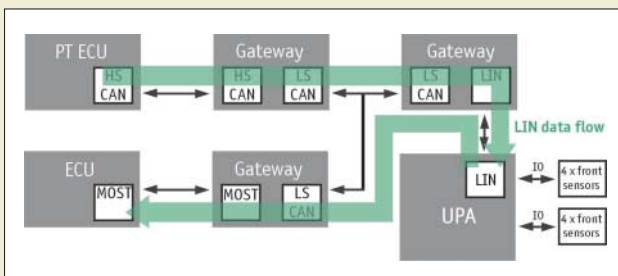 PT ECU
HS
CAN
Gateway
HS
CAN
LS
CAN
Gateway
LS
CAN
LIN
LIN data flow
ECU
MOST
Gateway
MOST
LS
CAN
LIN
UPA
IO
4 x front
sensors
IO
4 x front
sensors